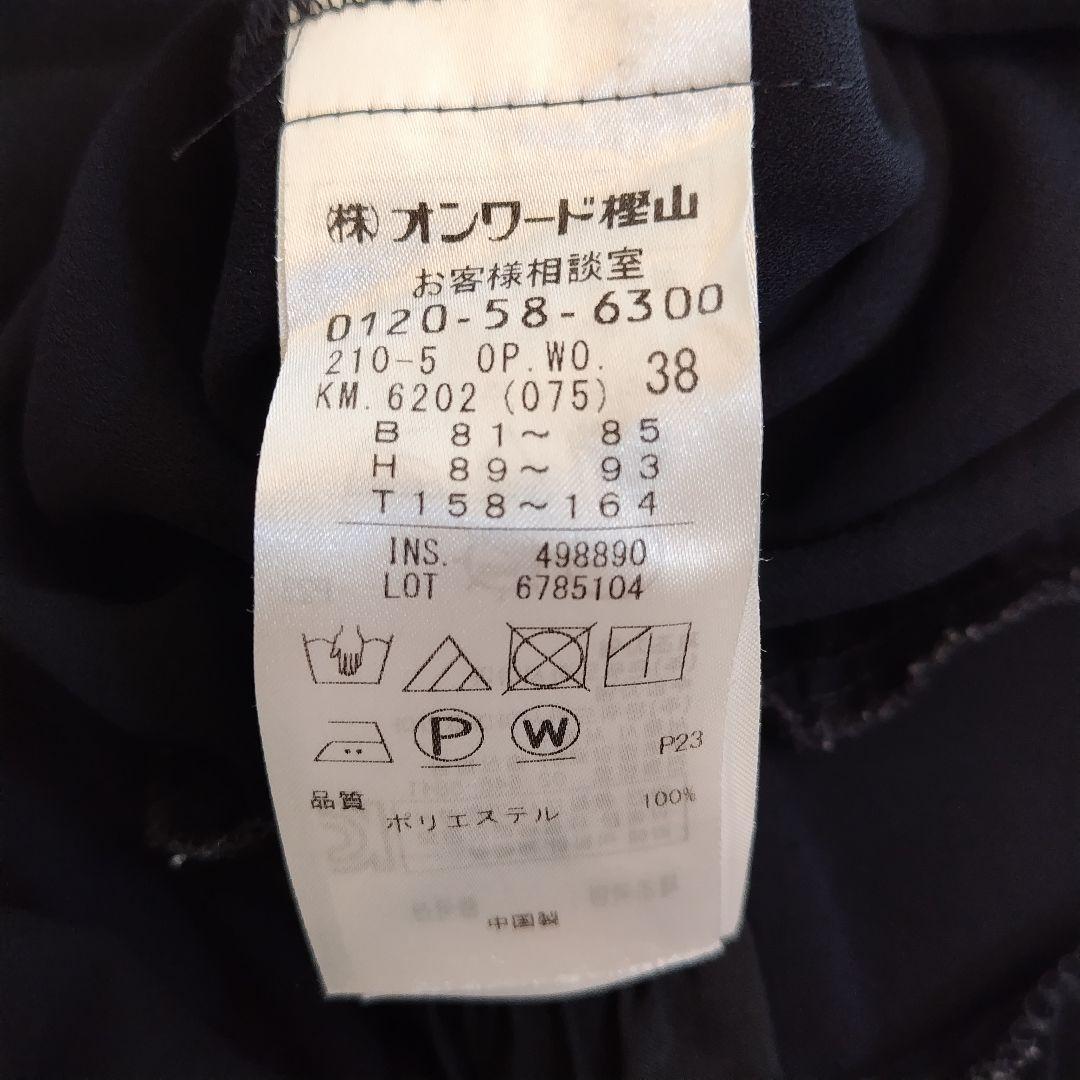 (株)オンワード樫山
お客様相談室
0120-58-6300
210-5 OP.WO. 38
KM.6202(075)
B 81～ 85
H 89～ 93
T158～164
INS. 498890
LOT 6785104
P W P23
品質
ポリエステル 100%
中国製